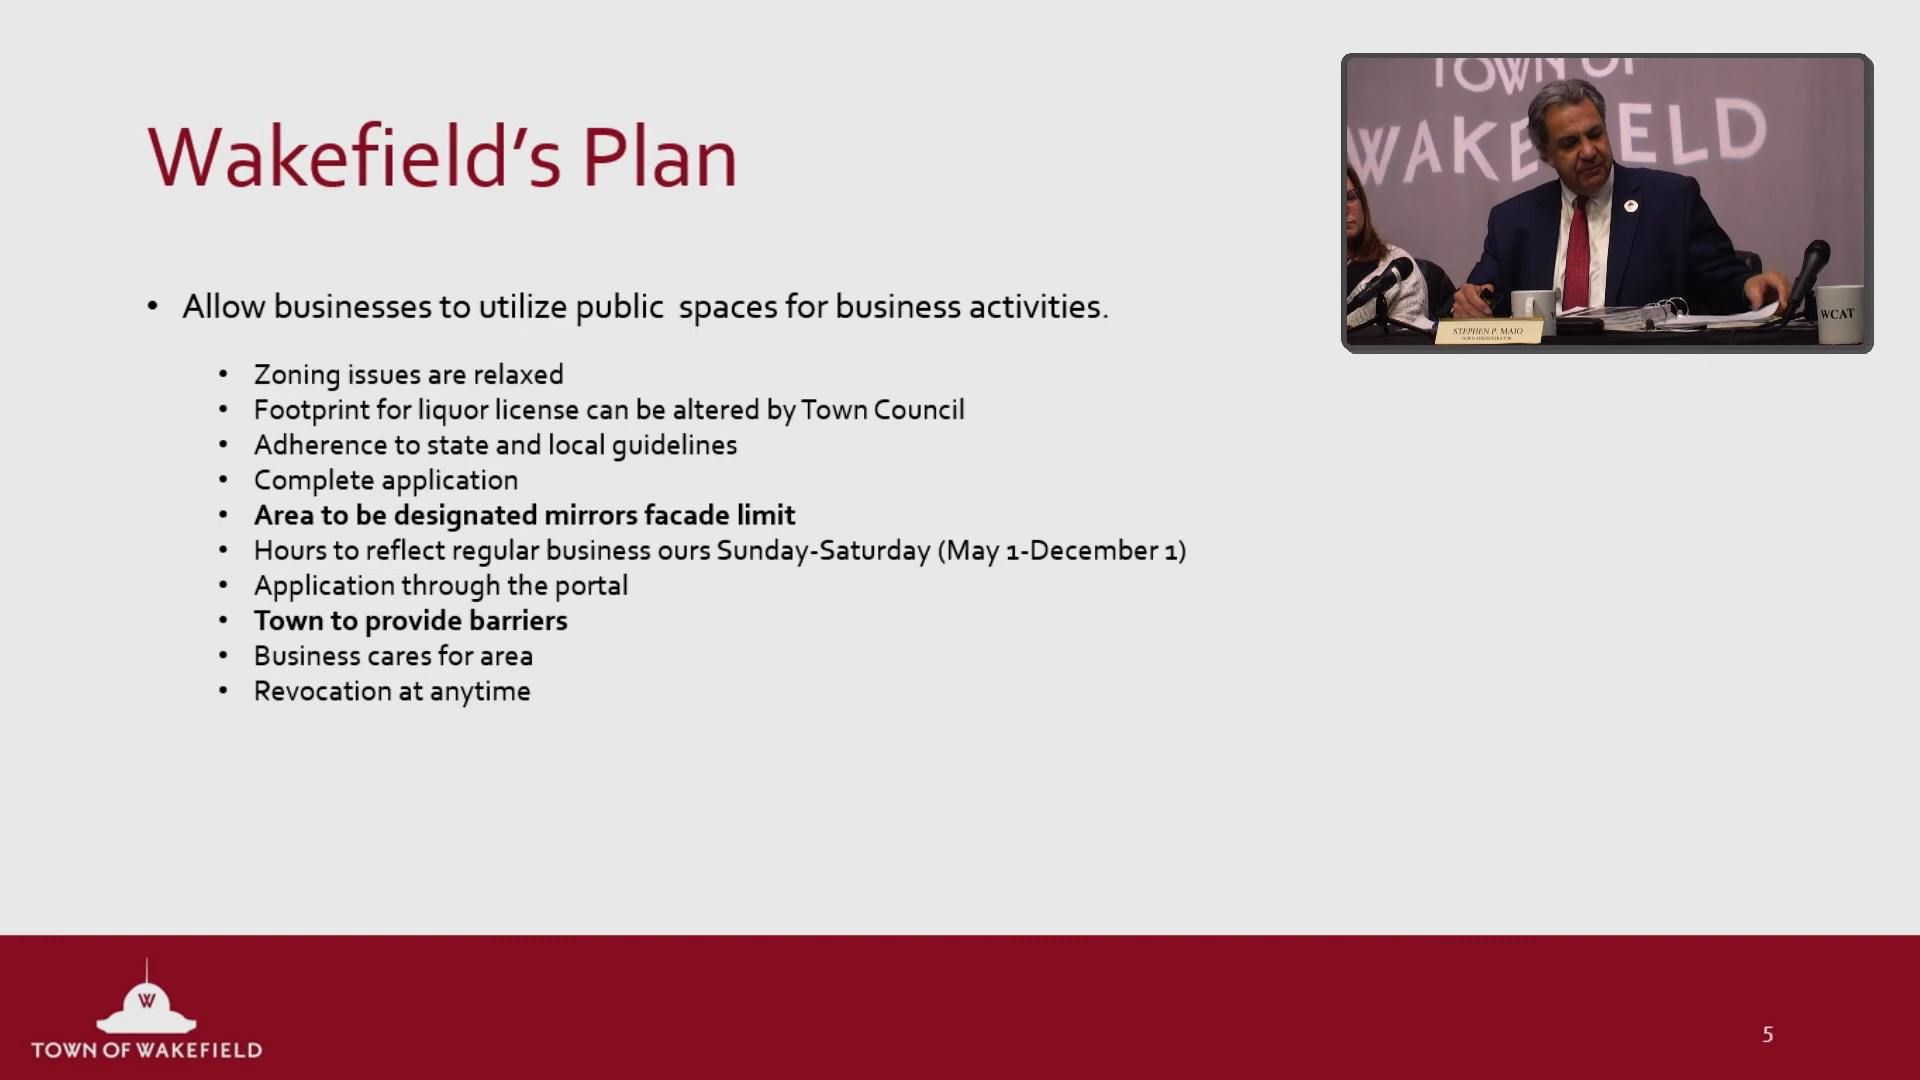 Wakefield's Plan
• Allow businesses to utilize public spaces for business activities.
• Zoning issues are relaxed
• Footprint for liquor license can be altered by Town Council
• Adherence to state and local guidelines
• Complete application
• Area to be designated mirrors facade limit
• Hours to reflect regular business ours Sunday-Saturday (May 1-December 1)
• Application through the portal
• Town to provide barriers
• Business cares for area
• Revocation at anytime
TOWN OF
WAKEFIELD
STEPHEN P. MAIO
TOWN ADMINISTRATOR
WCAT
W
TOWN OF WAKEFIELD
5